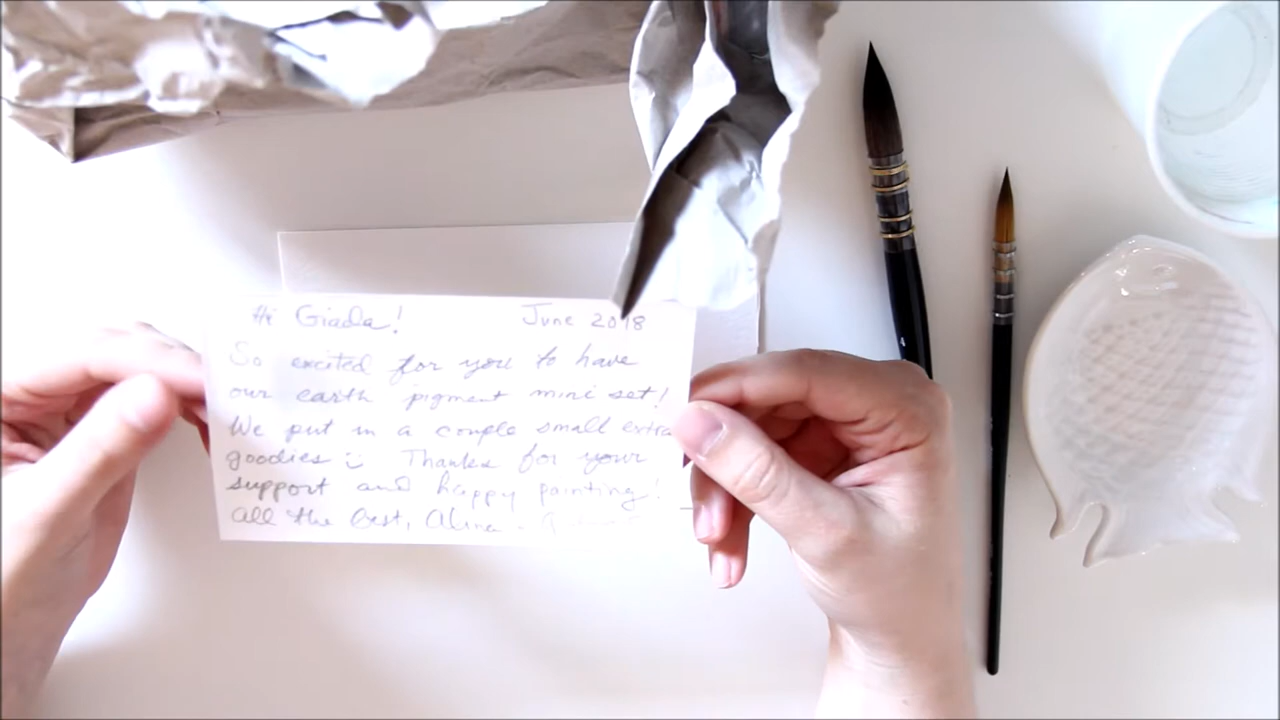 Hi Giada! June 2018
So excited for you to have
our earth pigment mini set!
We put in a couple small extra
goodies :) Thanks for your
support and happy painting!
All the best,
4